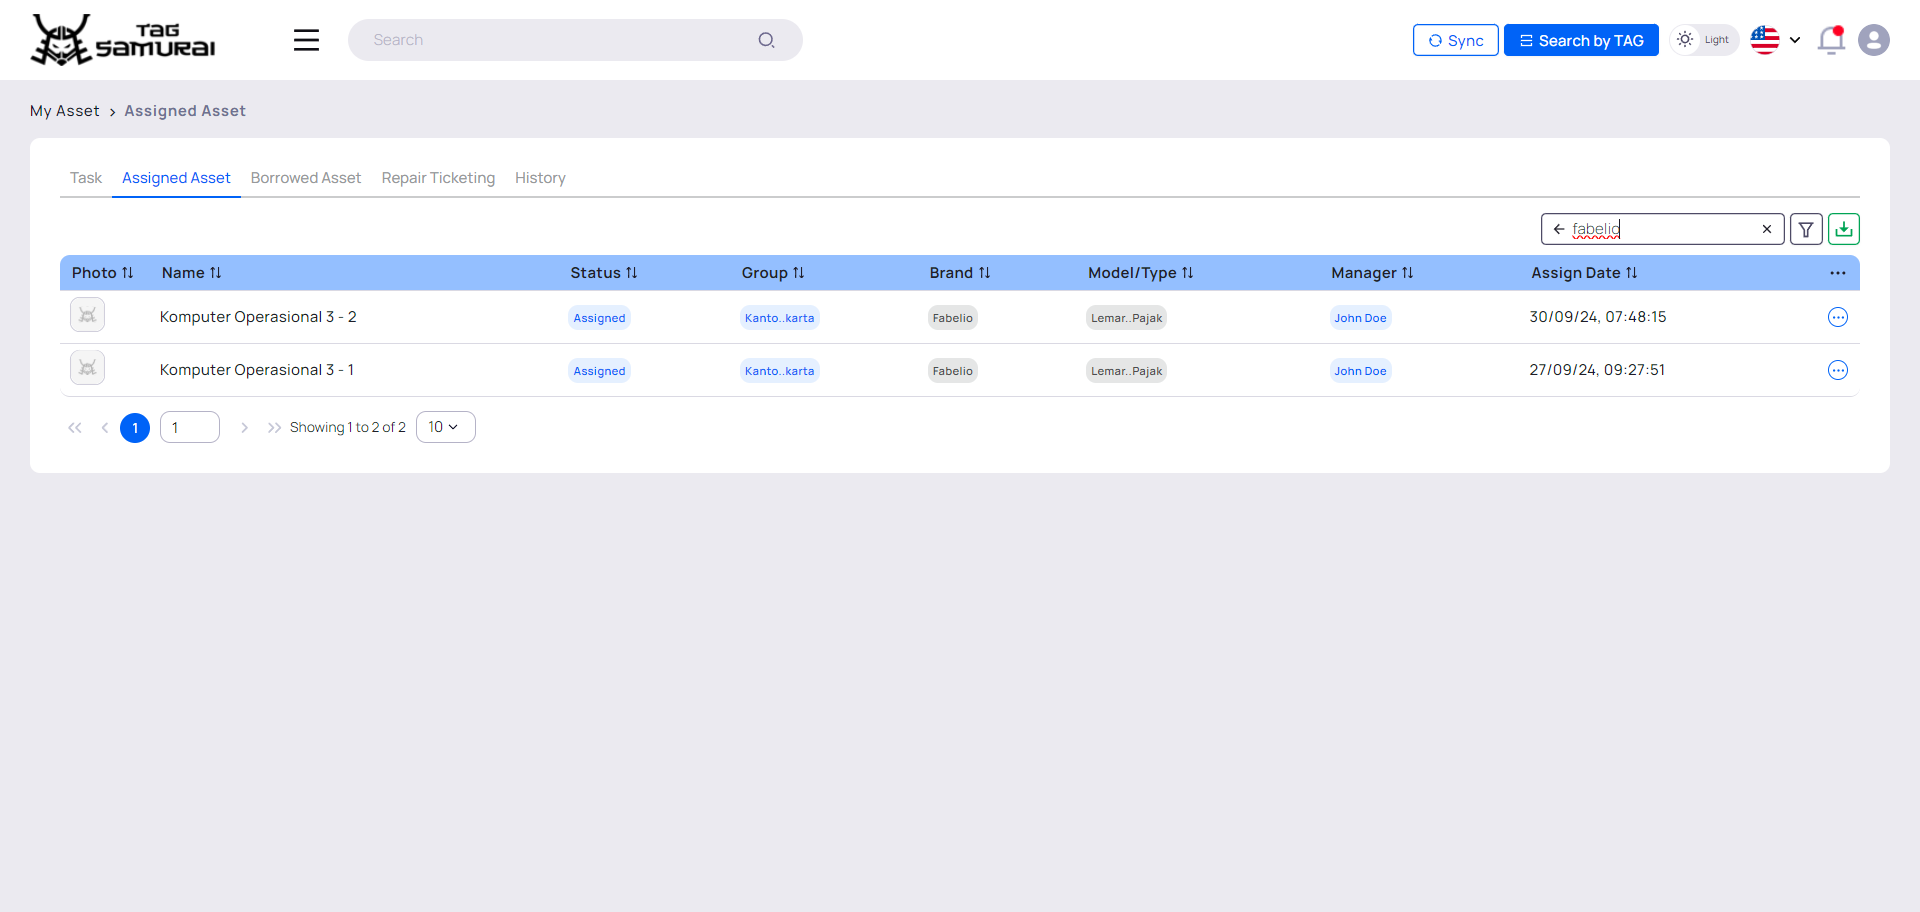 TAG
SAMURAI
Search
Sync
Search by TAG
Light
My Asset > Assigned Asset
Task Assigned Asset Borrowed Asset Repair Ticketing History
fabelio
Photo Name Status Group Brand Model/Type Manager Assign Date
Komputer Operasional 3 - 2 Assigned Kanto..karta Fabelio Lemar..Pajak John Doe 30/09/24, 07:48:15
Komputer Operasional 3 - 1 Assigned Kanto..karta Fabelio Lemar..Pajak John Doe 27/09/24, 09:27:51
1 1 Showing 1 to 2 of 2 10